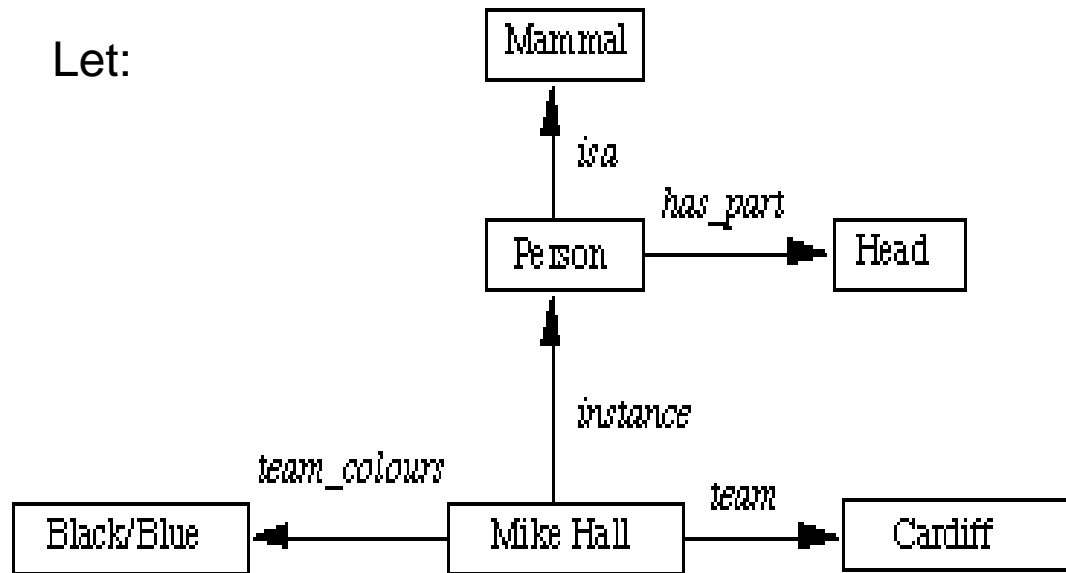 Let:
Mammal
isa
has_part
Person
Head
instance
team_colours
team
Black/Blue
Mike Hall
Cardiff